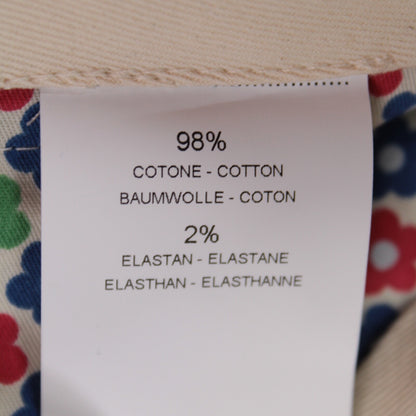 98%
COTONE - COTTON
BAUMWOLLE - COTON
2%
ELASTAN - ELASTANE
ELASTHAN - ELASTHANNE